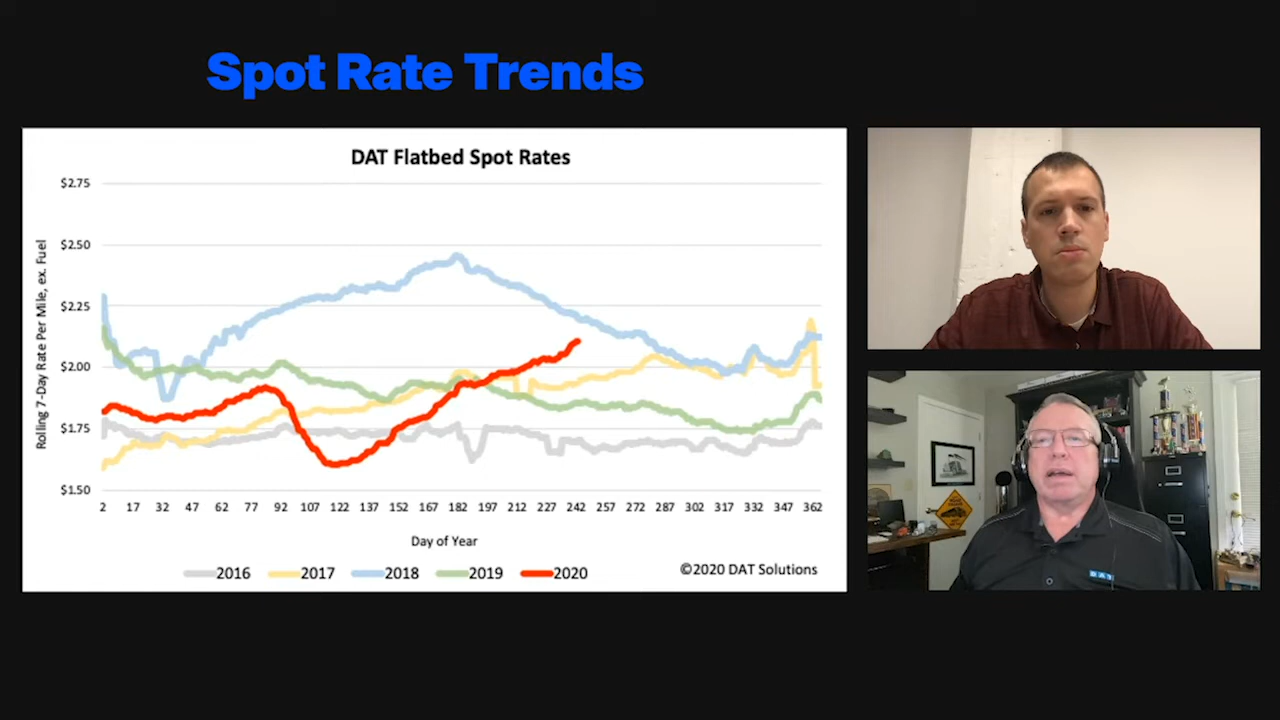 Spot Rate Trends
DAT Flatbed Spot Rates
$2.75
$2.50
$2.25
$2.00
$1.75
$1.50
Rolling 7-Day Rate Per Mile, ex. Fuel
2 17 32 47 62 77 92 107 122 137 152 167 182 197 212 227 242 257 272 287 302 317 332 347 362
Day of Year
2016 2017 2018 2019 2020
©2020 DAT Solutions
DAT